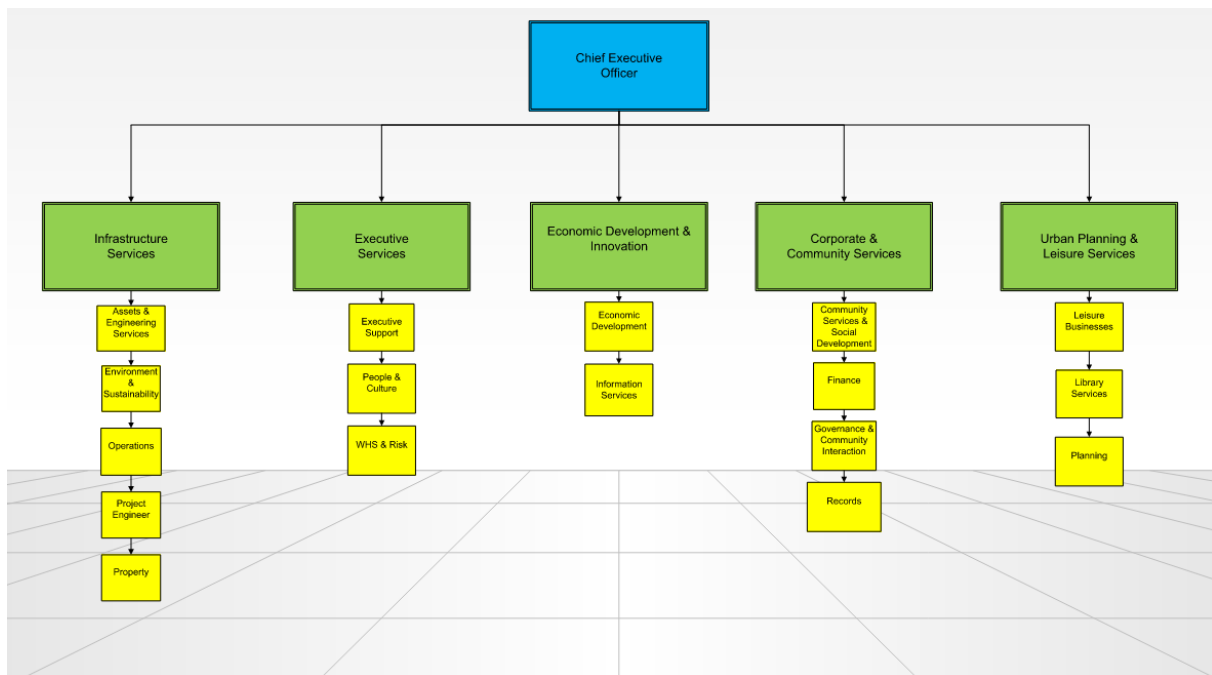 Chief Executive
Officer
Infrastructure
Services
Executive
Services
Economic Development &
Innovation
Corporate &
Community Services
Urban Planning &
Leisure Services
Assets &
Engineering
Services
Environment
&
Sustainability
Operations
Project
Engineer
Property
Executive
Support
People &
Culture
WHS & Risk
Economic
Development
Information
Services
Community
Services &
Social
Development
Finance
Governance &
Community
Interaction
Records
Leisure
Businesses
Library
Services
Planning